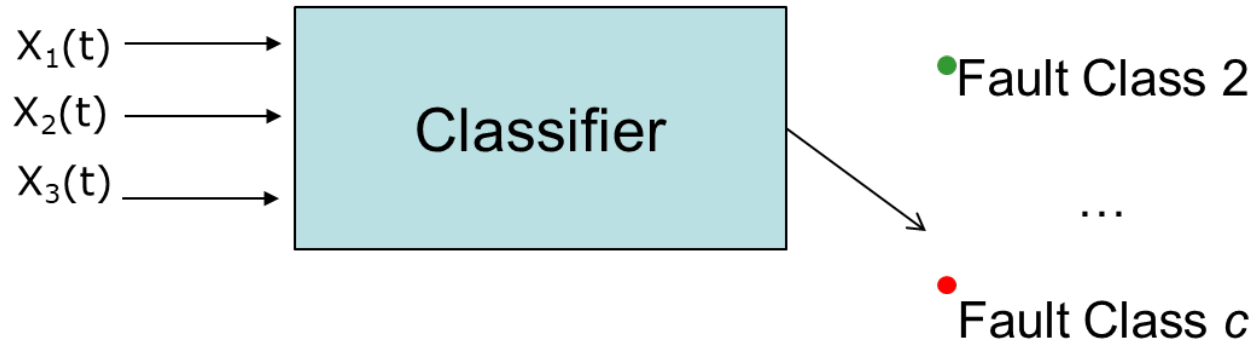 X₁(t)
X₂(t)
X₃(t)
Classifier
Fault Class 2
...
Fault Class c